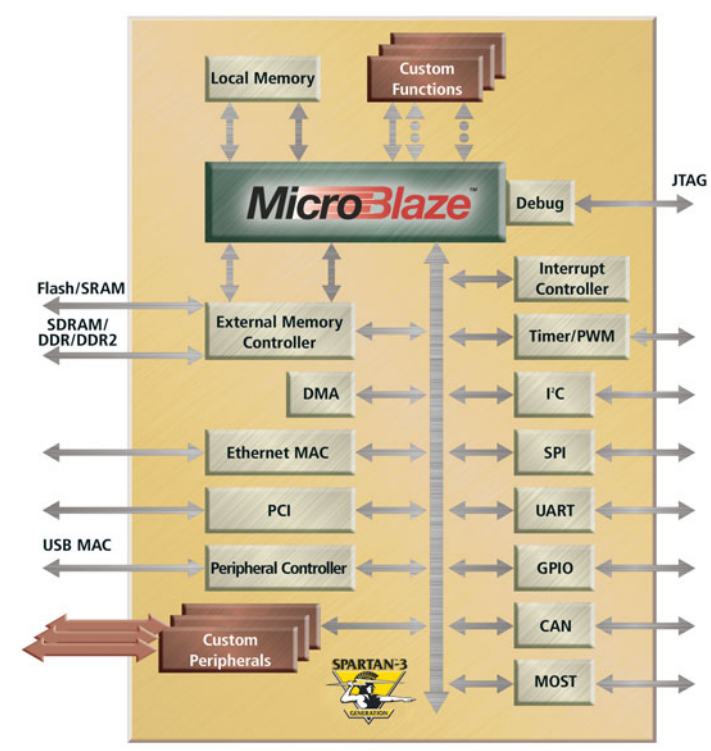 Local Memory
Custom
Functions
MicroBlaze™
Debug
JTAG
Interrupt
Controller
Flash/SRAM
SDRAM/
DDR/DDR2
External Memory
Controller
Timer/PWM
DMA
I²C
Ethernet MAC
SPI
PCI
UART
USB MAC
Peripheral Controller
GPIO
Custom
Peripherals
CAN
SPARTAN-3
GENERATION
MOST